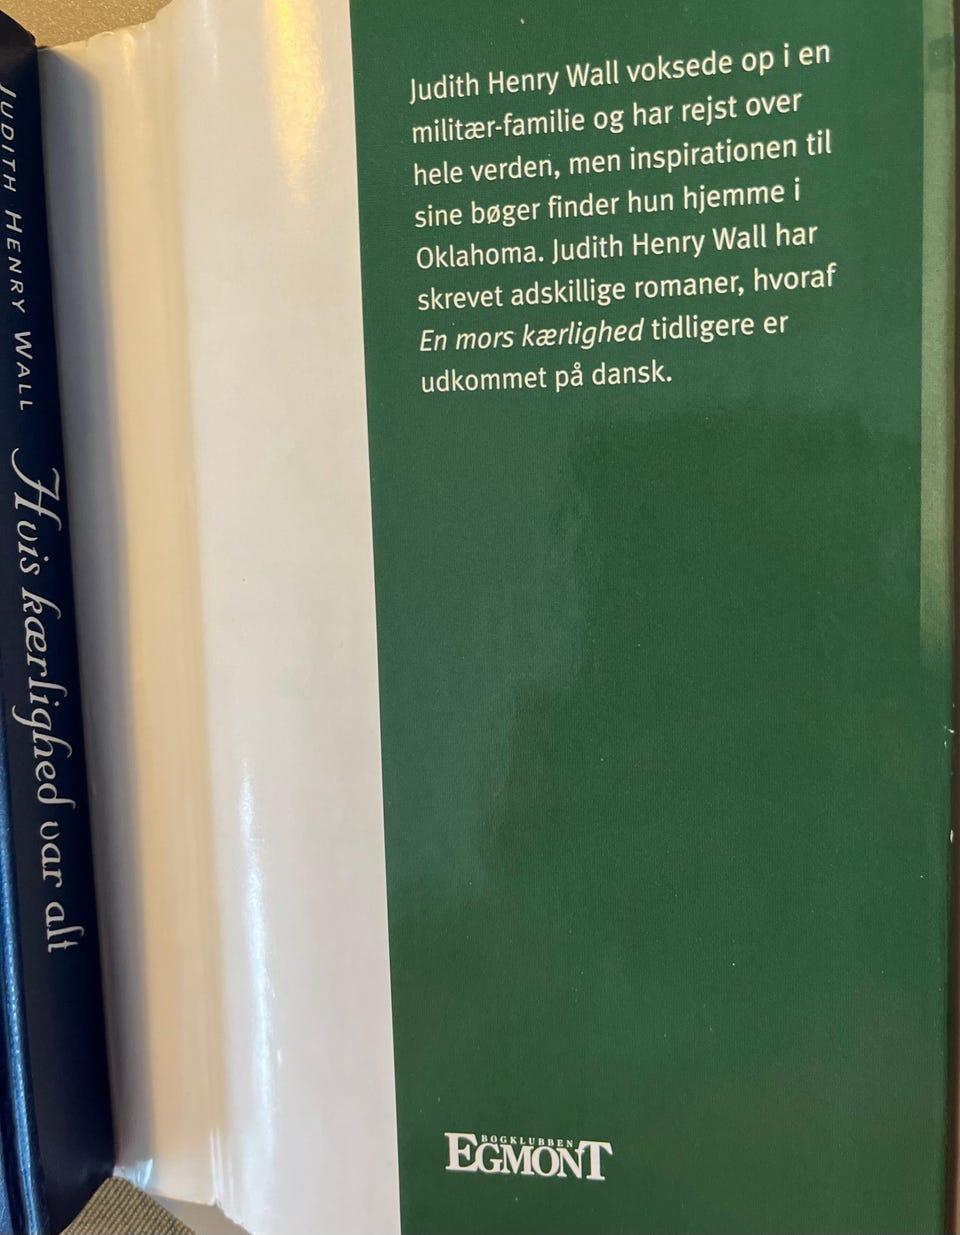 JUDITH HENRY WALL Hvis kærlighed var alt
Judith Henry Wall voksede op i en
militær-familie og har rejst over
hele verden, men inspirationen til
sine bøger finder hun hjemme i
Oklahoma. Judith Henry Wall har
skrevet adskillige romaner, hvoraf
En mors kærlighed tidligere er
udkommet på dansk.
BOGKLUBBEN
EGMONT